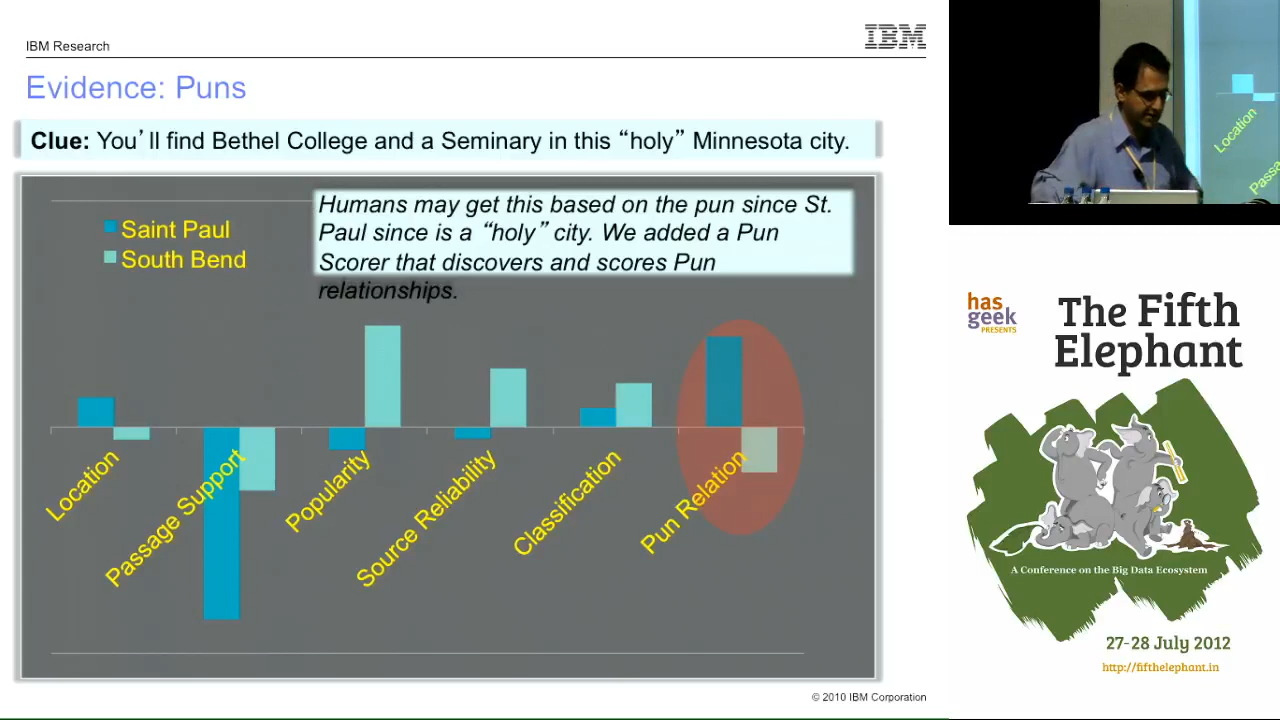 IBM Research
IBM
Evidence: Puns
Clue: You'll find Bethel College and a Seminary in this “holy” Minnesota city.
Humans may get this based on the pun since St.
Paul since is a “holy” city. We added a Pun
Scorer that discovers and scores Pun
relationships.
Saint Paul
South Bend
Location
Passage Support
Popularity
Source Reliability
Classification
Pun Relation
© 2010 IBM Corporation
Location
has
geek
PRESENTS
The Fifth
Elephant
A Conference on the Big Data Ecosystem
27-28 July 2012
http://fifthelephant.in